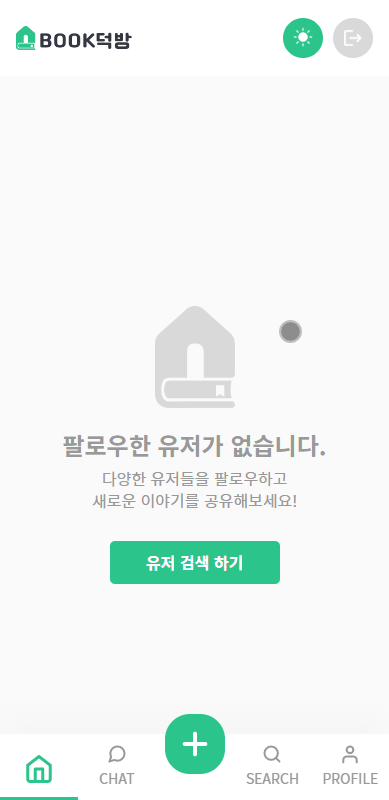 BOOK덕방
팔로우한 유저가 없습니다.
다양한 유저들을 팔로우하고
새로운 이야기를 공유해보세요!
유저 검색 하기
CHAT
SEARCH
PROFILE